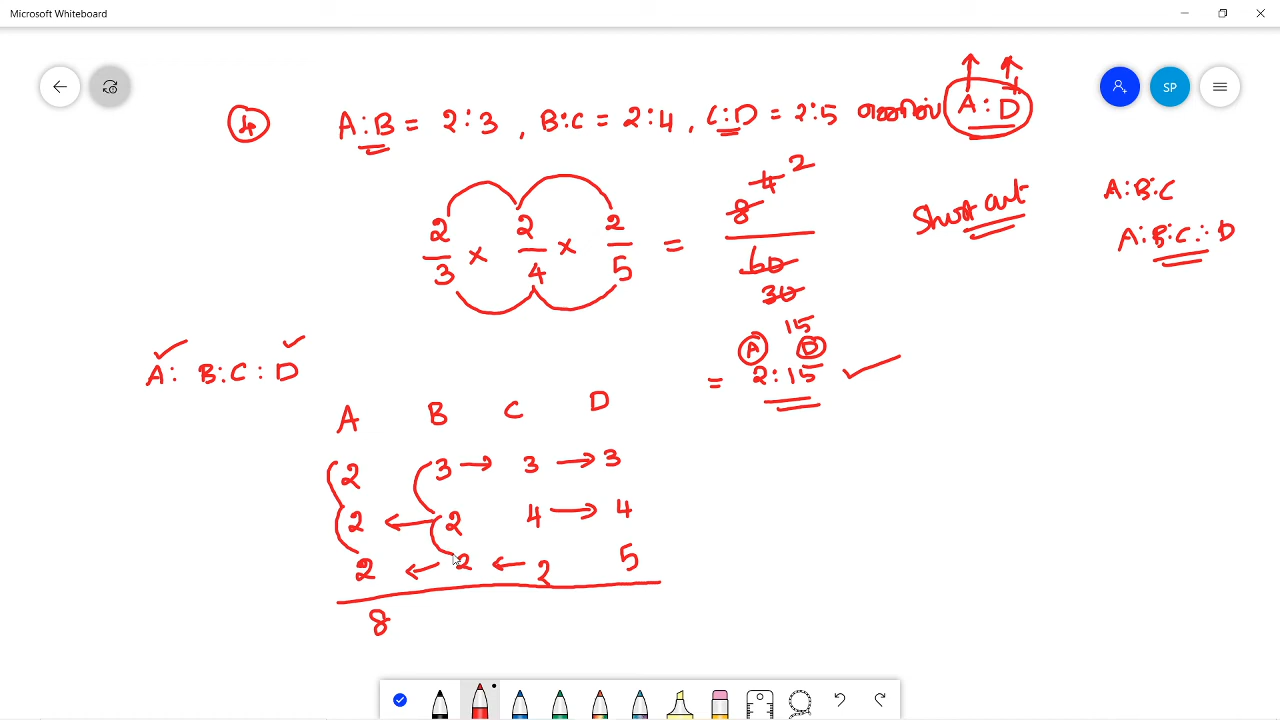 Microsoft Whiteboard
SP
4 A:B = 2:3 , B:C = 2:4 , C:D = 2:5 A:D
2/3 × 2/4 × 2/5 = 8 4 2 / 60 30 15
Short cut
A:B:C
A:B:C:D
A D
= 2:15
A: B:C : D
A B C D
2 3 → 3 → 3
2 ← 2 4 → 4
2 ← 2 ← 2 5
8